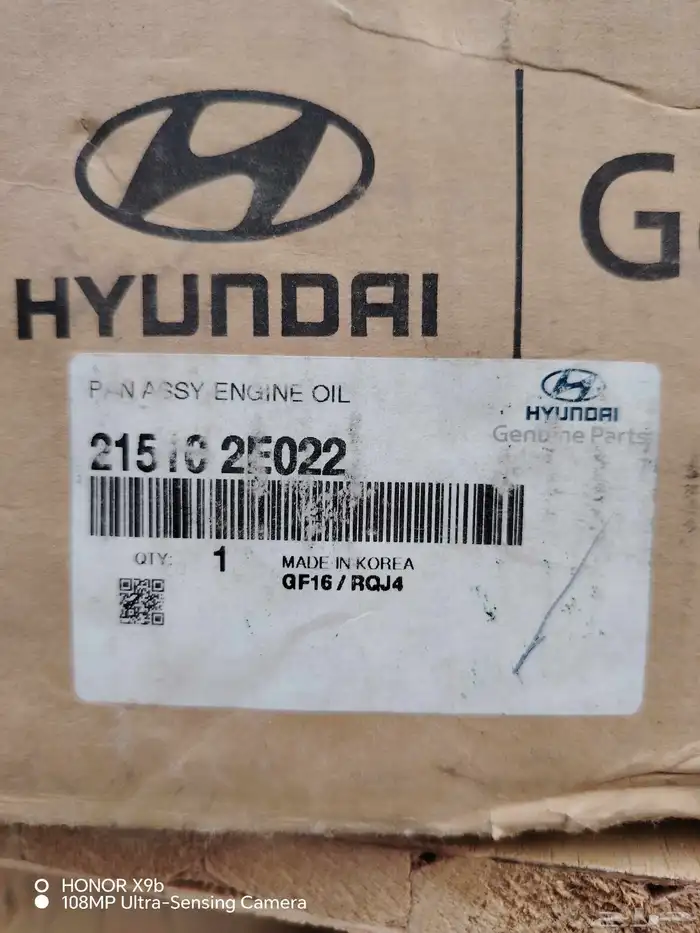 HYUNDAI
G
PAN ASSY ENGINE OIL
HYUNDAI
Genuine Parts
21510 2E022
QTY: 1
MADE IN KOREA
GF16 / RQJ4
HONOR X9b
108MP Ultra-Sensing Camera